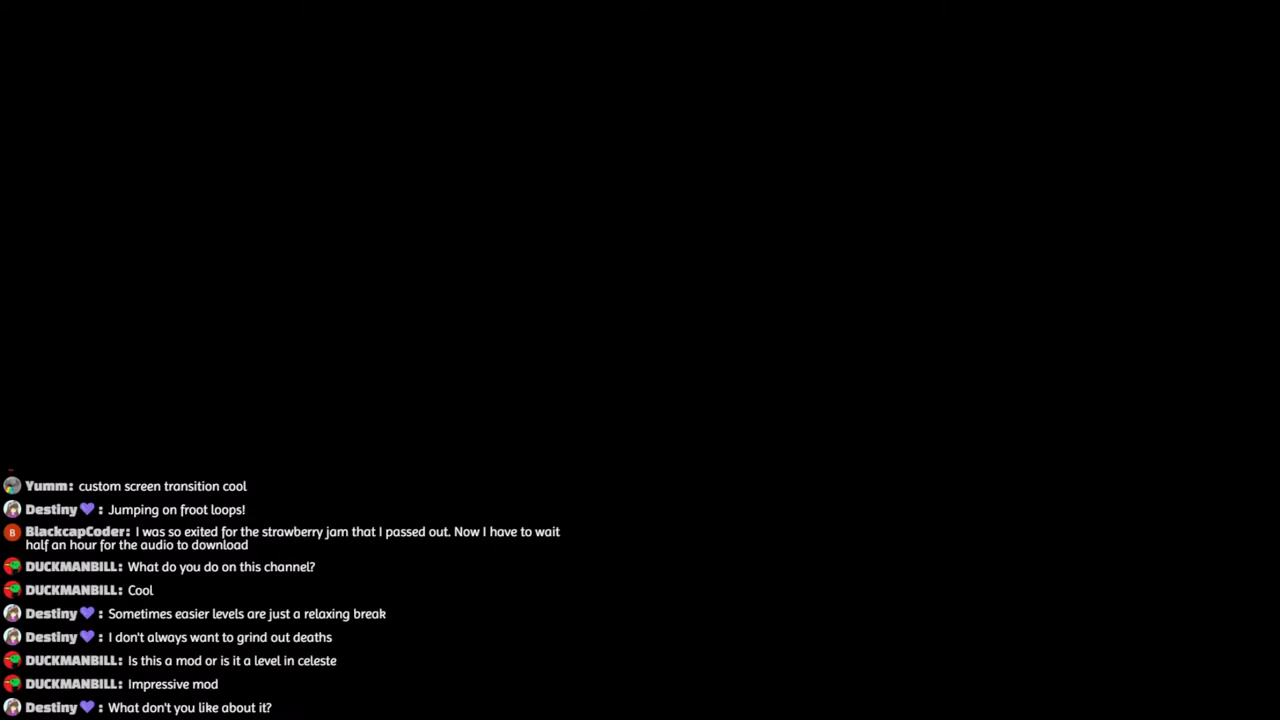 Yumm: custom screen transition cool
Destiny💜: Jumping on froot loops!
B BlackcapCoder: I was so exited for the strawberry jam that I passed out. Now I have to wait
half an hour for the audio to download
DUCKMANBILL: What do you do on this channel?
DUCKMANBILL: Cool
Destiny💜: Sometimes easier levels are just a relaxing break
Destiny💜: I don't always want to grind out deaths
DUCKMANBILL: Is this a mod or is it a level in celeste
DUCKMANBILL: Impressive mod
Destiny💜: What don't you like about it?